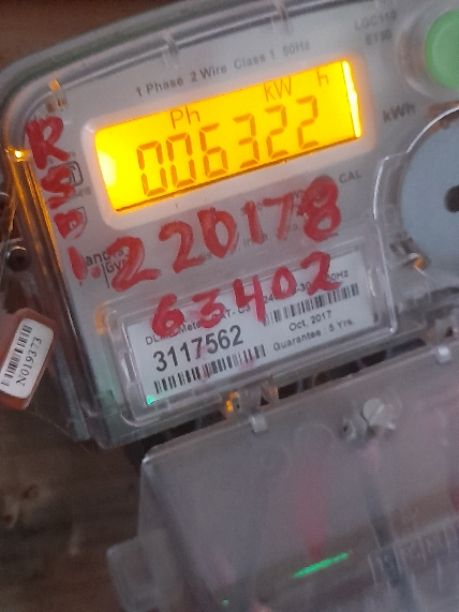 1 Phase 2 Wire Class 1 50Hz
kW h
Ph
006322
kWh
CAL
R
S
D
1.220178
63402
3117562
Oct. 2017
Guarantee : 5 Yrs.
N019373